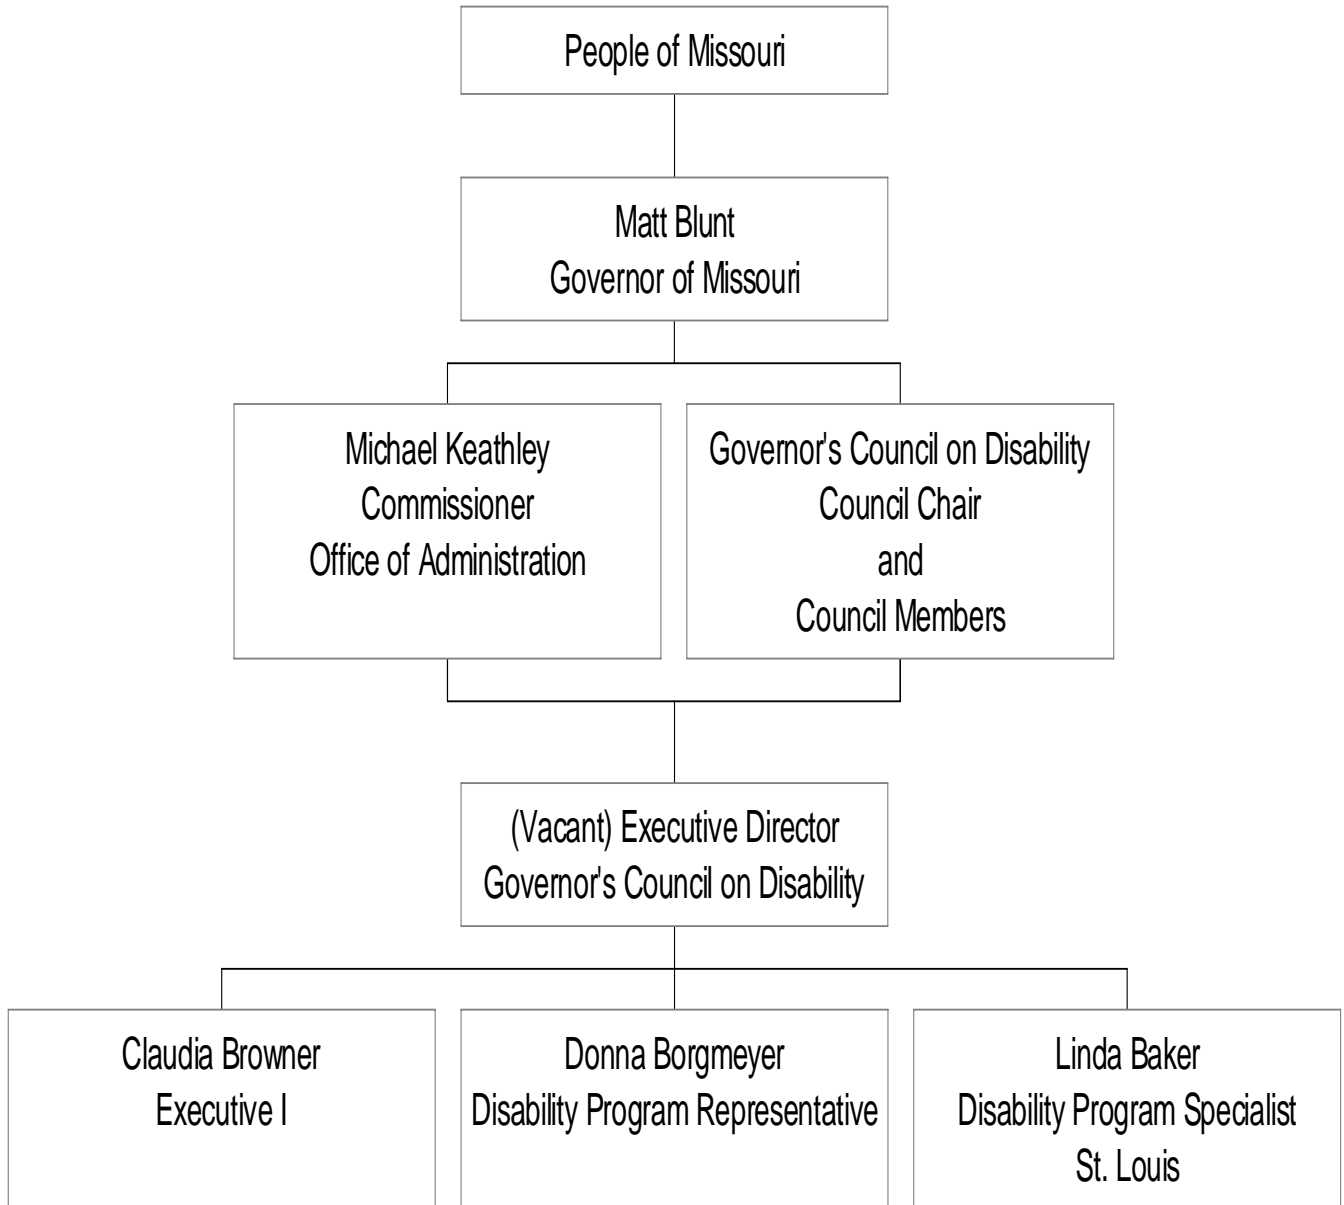 People of Missouri
Matt Blunt
Governor of Missouri
Michael Keathley
Commissioner
Office of Administration
Governor's Council on Disability
Council Chair
and
Council Members
(Vacant) Executive Director
Governor's Council on Disability
Claudia Browner
Executive I
Donna Borgmeyer
Disability Program Representative
Linda Baker
Disability Program Specialist
St. Louis